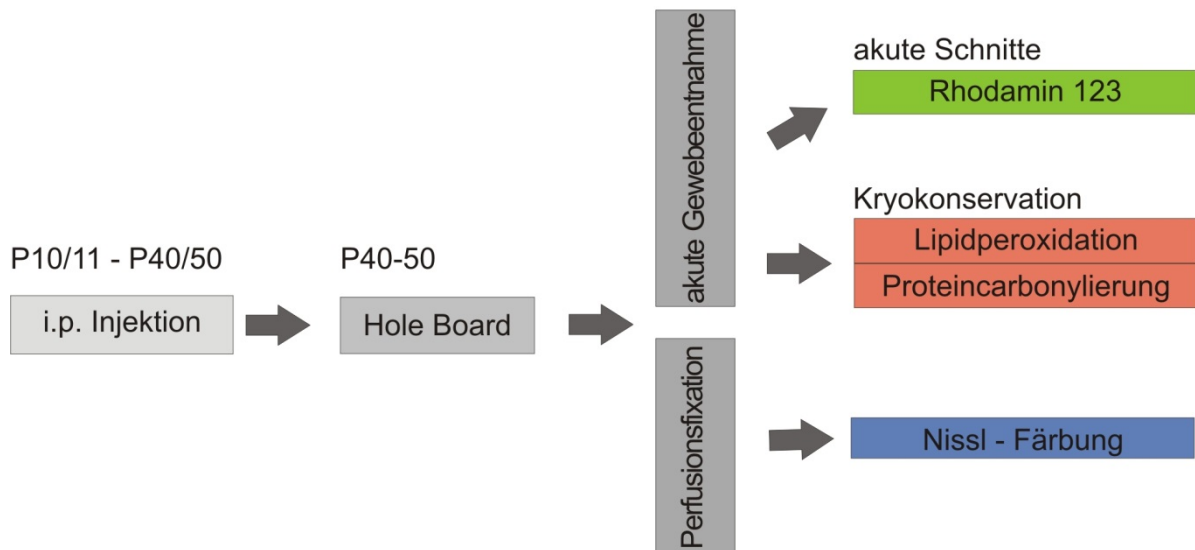 P10/11 - P40/50
i.p. Injektion
P40-50
Hole Board
akute Gewebeentnahme
Perfusionsfixation
akute Schnitte
Rhodamin 123
Kryokonservation
Lipidperoxidation
Proteincarbonylierung
Nissl - Färbung